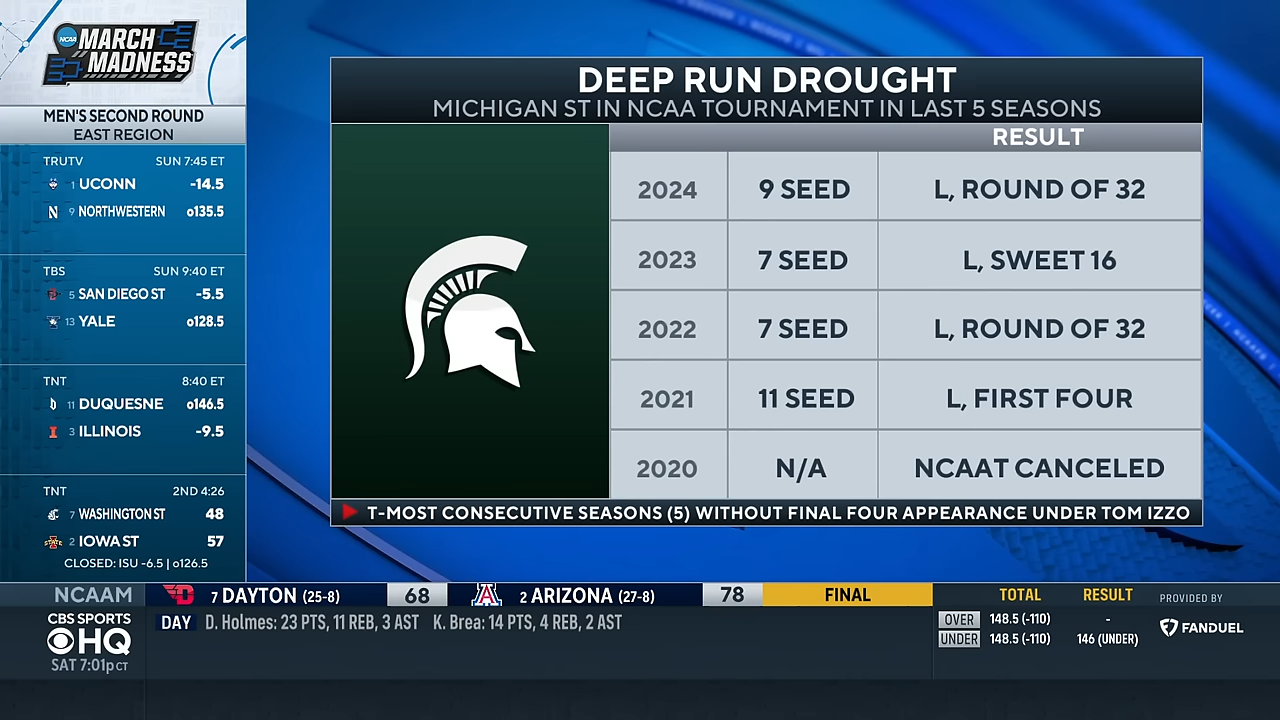 NCAA
MARCH
MADNESS
MEN'S SECOND ROUND
EAST REGION
TRUTV SUN 7:45 ET
1 UCONN -14.5
9 NORTHWESTERN o135.5
TBS SUN 9:40 ET
5 SAN DIEGO ST -5.5
13 YALE o128.5
TNT 8:40 ET
11 DUQUESNE o146.5
3 ILLINOIS -9.5
TNT 2ND 4:26
7 WASHINGTON ST 48
2 IOWA ST 57
CLOSED: ISU -6.5 | o126.5
DEEP RUN DROUGHT
MICHIGAN ST IN NCAA TOURNAMENT IN LAST 5 SEASONS
RESULT
2024 9 SEED L, ROUND OF 32
2023 7 SEED L, SWEET 16
2022 7 SEED L, ROUND OF 32
2021 11 SEED L, FIRST FOUR
2020 N/A NCAAT CANCELED
T-MOST CONSECUTIVE SEASONS (5) WITHOUT FINAL FOUR APPEARANCE UNDER TOM IZZO
NCAAM 7 DAYTON (25-8) 68 2 ARIZONA (27-8) 78 FINAL
CBS SPORTS
HQ
SAT 7:01p CT
DAY D. Holmes: 23 PTS, 11 REB, 3 AST K. Brea: 14 PTS, 4 REB, 2 AST
TOTAL RESULT
OVER 148.5 (-110) -
UNDER 148.5 (-110) 146 (UNDER)
PROVIDED BY
FANDUEL